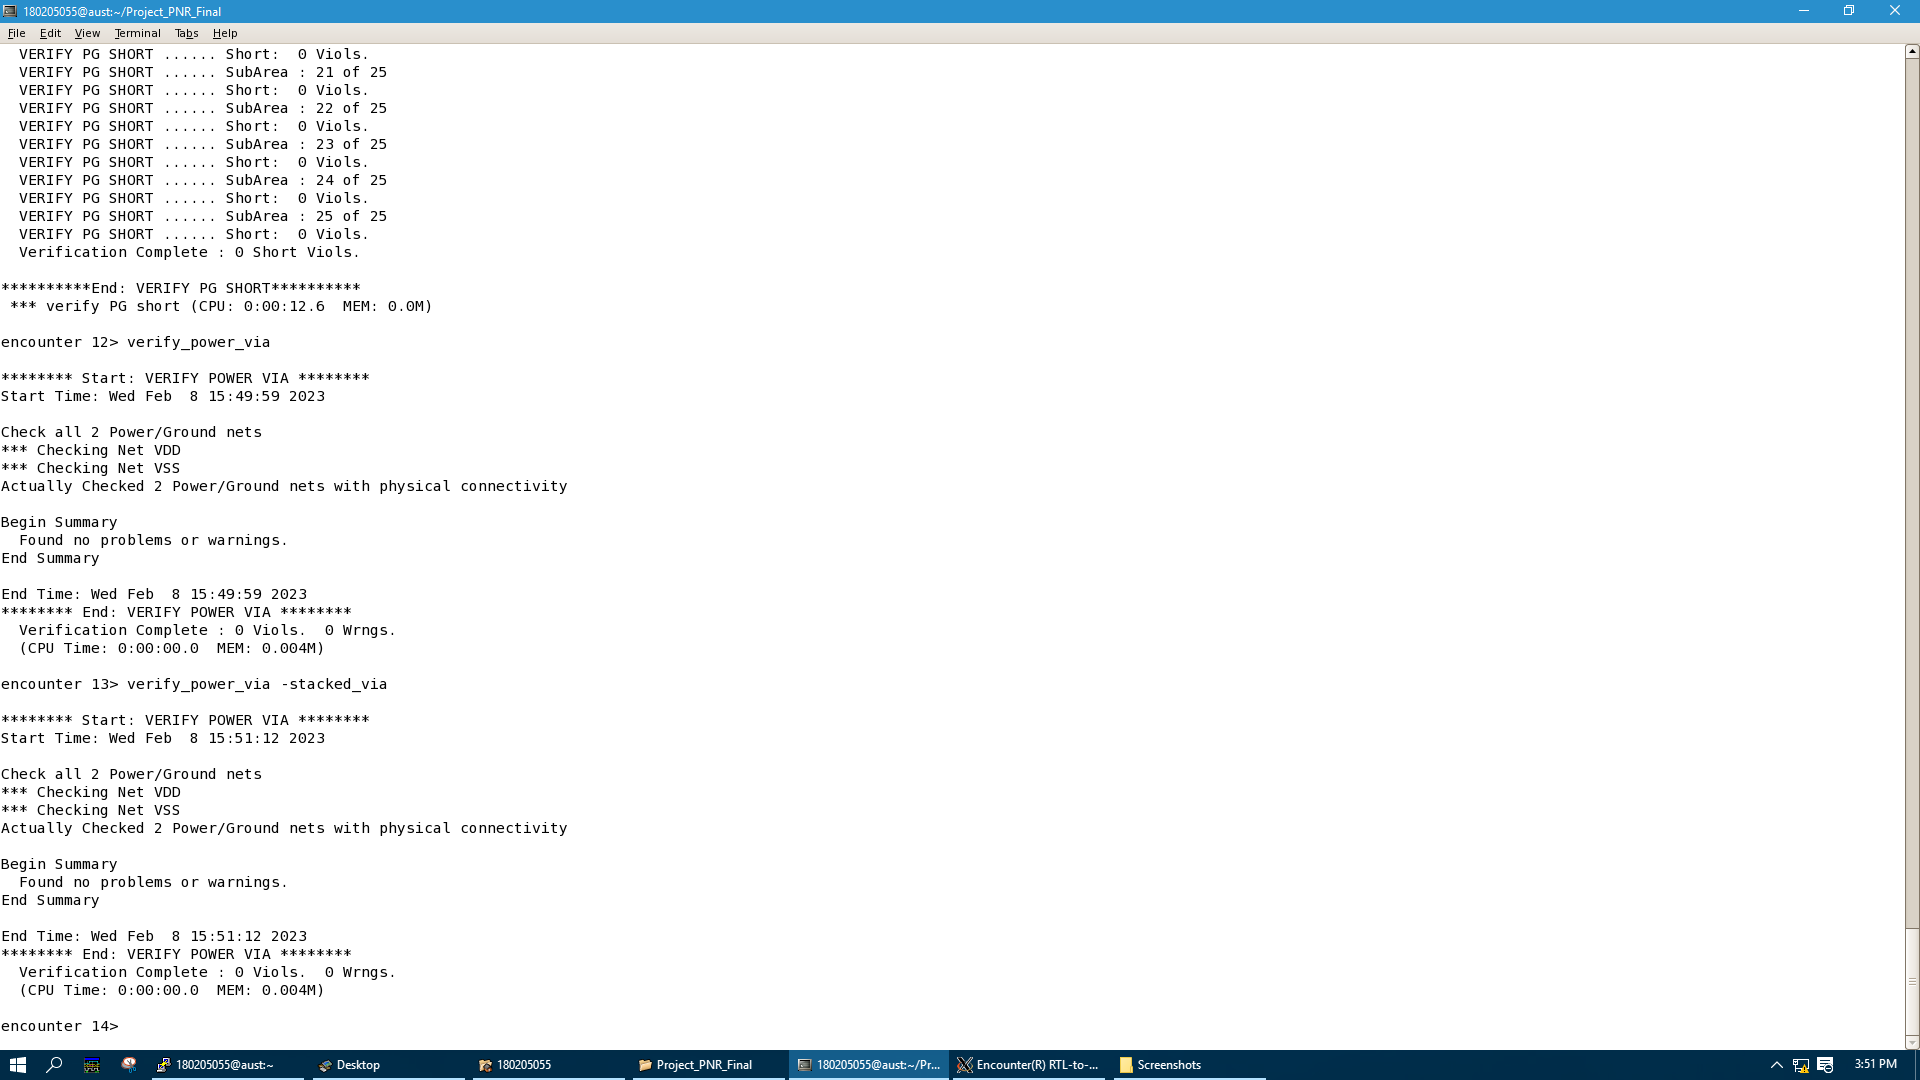 180205055@aust:~/Project_PNR_Final
File Edit View Terminal Tabs Help
VERIFY PG SHORT ...... Short:  0 Viols.
VERIFY PG SHORT ...... SubArea : 21 of 25
VERIFY PG SHORT ...... Short:  0 Viols.
VERIFY PG SHORT ...... SubArea : 22 of 25
VERIFY PG SHORT ...... Short:  0 Viols.
VERIFY PG SHORT ...... SubArea : 23 of 25
VERIFY PG SHORT ...... Short:  0 Viols.
VERIFY PG SHORT ...... SubArea : 24 of 25
VERIFY PG SHORT ...... Short:  0 Viols.
VERIFY PG SHORT ...... SubArea : 25 of 25
VERIFY PG SHORT ...... Short:  0 Viols.
Verification Complete : 0 Short Viols.
**********End: VERIFY PG SHORT**********
*** verify PG short (CPU: 0:00:12.6  MEM: 0.0M)
encounter 12> verify_power_via
******** Start: VERIFY POWER VIA ********
Start Time: Wed Feb  8 15:49:59 2023
Check all 2 Power/Ground nets
*** Checking Net VDD
*** Checking Net VSS
Actually Checked 2 Power/Ground nets with physical connectivity
Begin Summary
Found no problems or warnings.
End Summary
End Time: Wed Feb  8 15:49:59 2023
******** End: VERIFY POWER VIA ********
Verification Complete : 0 Viols.  0 Wrngs.
(CPU Time: 0:00:00.0  MEM: 0.004M)
encounter 13> verify_power_via -stacked_via
******** Start: VERIFY POWER VIA ********
Start Time: Wed Feb  8 15:51:12 2023
Check all 2 Power/Ground nets
*** Checking Net VDD
*** Checking Net VSS
Actually Checked 2 Power/Ground nets with physical connectivity
Begin Summary
Found no problems or warnings.
End Summary
End Time: Wed Feb  8 15:51:12 2023
******** End: VERIFY POWER VIA ********
Verification Complete : 0 Viols.  0 Wrngs.
(CPU Time: 0:00:00.0  MEM: 0.004M)
encounter 14>
180205055@aust:~ Desktop 180205055 Project_PNR_Final 180205055@aust:~/Pr... Encounter(R) RTL-to-... Screenshots 3:51 PM